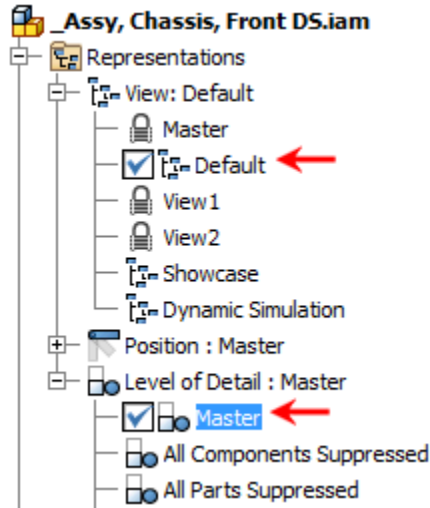 _Assy, Chassis, Front DS.iam
Representations
View: Default
Master
Default
View1
View2
Showcase
Dynamic Simulation
Position : Master
Level of Detail : Master
Master
All Components Suppressed
All Parts Suppressed